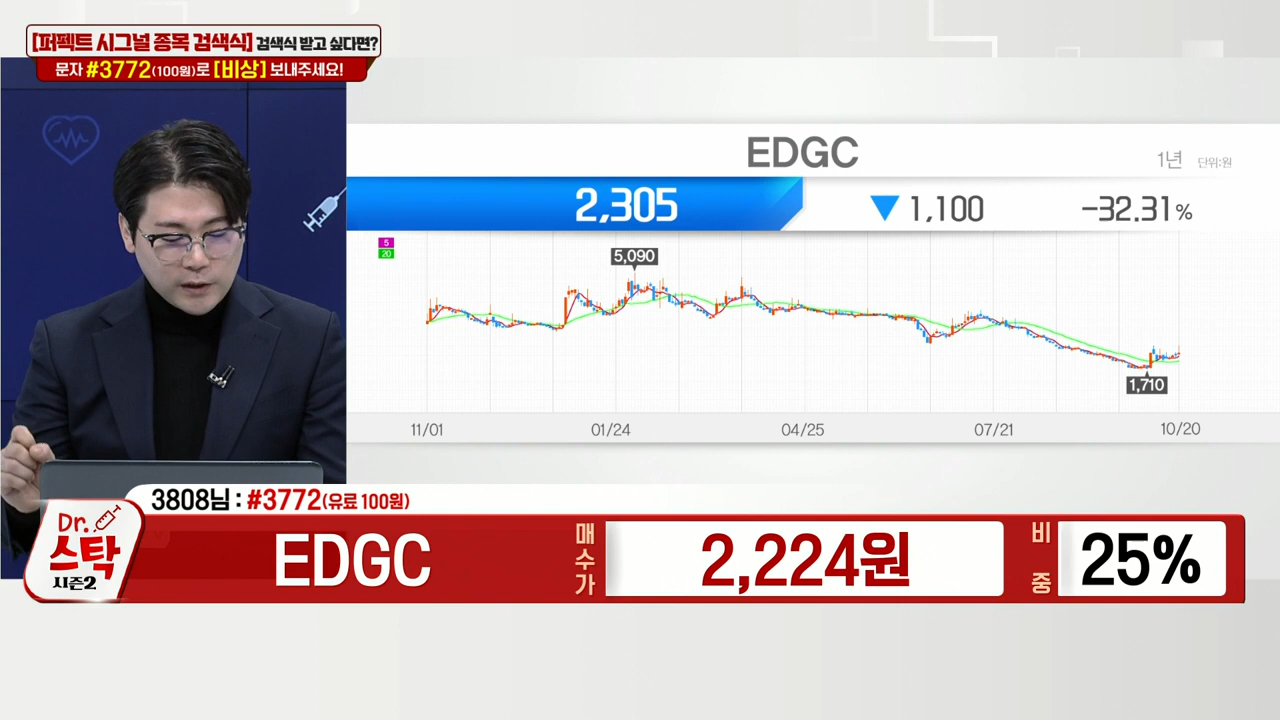 [퍼펙트 시그널 종목 검색식] 검색식 받고 싶다면?
문자 #3772(100원)로 [비상] 보내주세요!
EDGC
1년 단위:원
2,305 ▼1,100 -32.31%
5
20
5,090
1,710
11/01 01/24 04/25 07/21 10/20
3808님 : #3772(유료 100원)
Dr.
스탁
시즌2
EDGC 매수가 2,224원 비중 25%